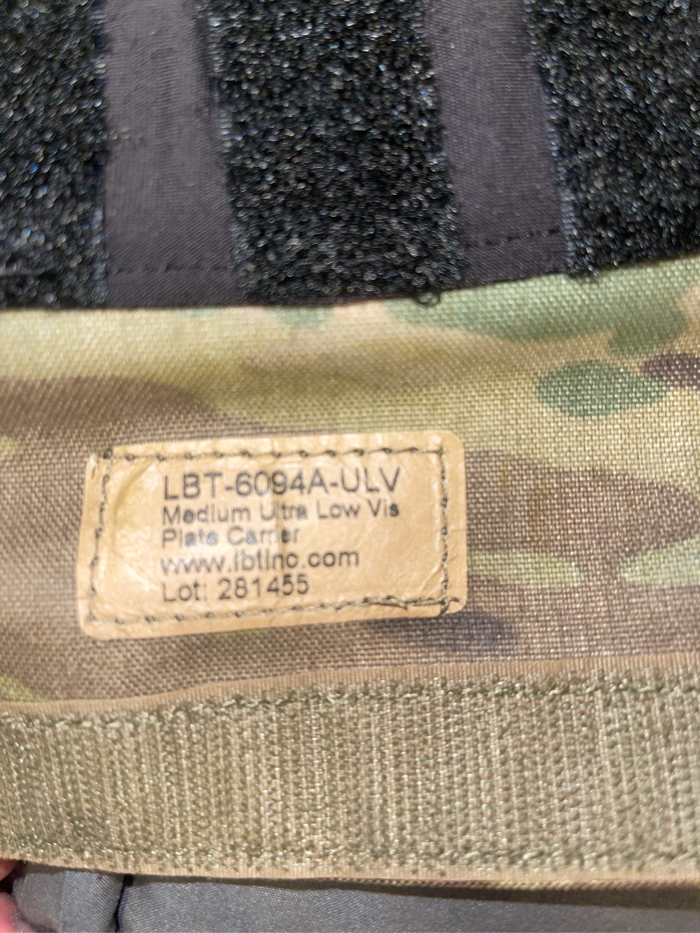 LBT-6094A-ULV
Medium Ultra Low Vis
Plate Carrier
www.lbtinc.com
Lot: 281455